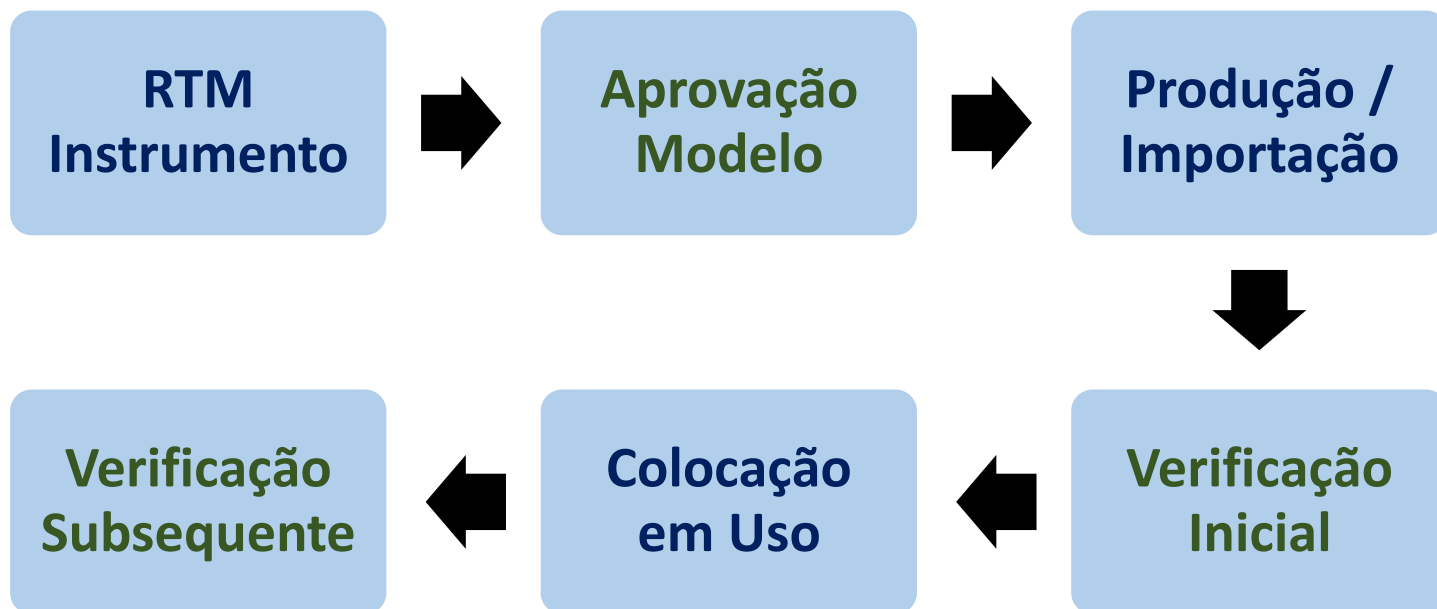 RTM
Instrumento
Aprovação
Modelo
Produção /
Importação
Verificação
Inicial
Colocação
em Uso
Verificação
Subsequente